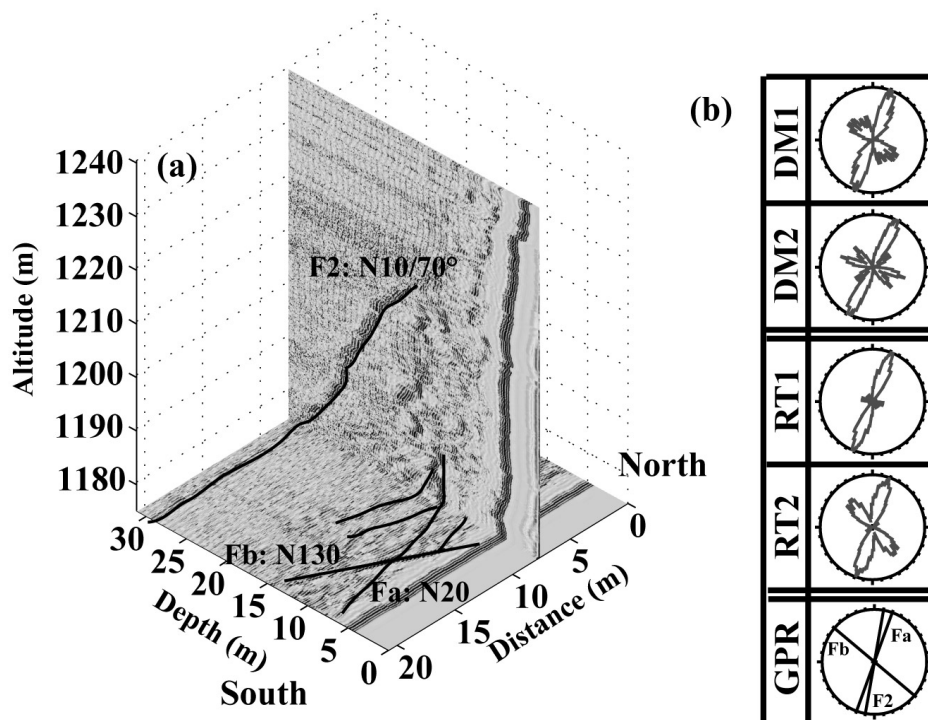 (a)
Altitude (m)
1240
1230
1220
1210
1200
1190
1180
F2: N10/70°
Fb: N130
Fa: N20
North
South
Depth (m)
30
25
20
15
10
5
0
Distance (m)
20
15
10
5
0
(b)
DM1
DM2
RT1
RT2
GPR
Fa
Fb
F2